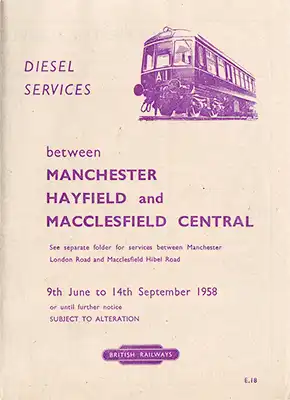 DIESEL
SERVICES
between
MANCHESTER
HAYFIELD and
MACCLESFIELD CENTRAL
See separate folder for services between Manchester
London Road and Macclesfield Hibel Road
9th June to 14th September 1958
or until further notice
SUBJECT TO ALTERATION
BRITISH RAILWAYS
E.18